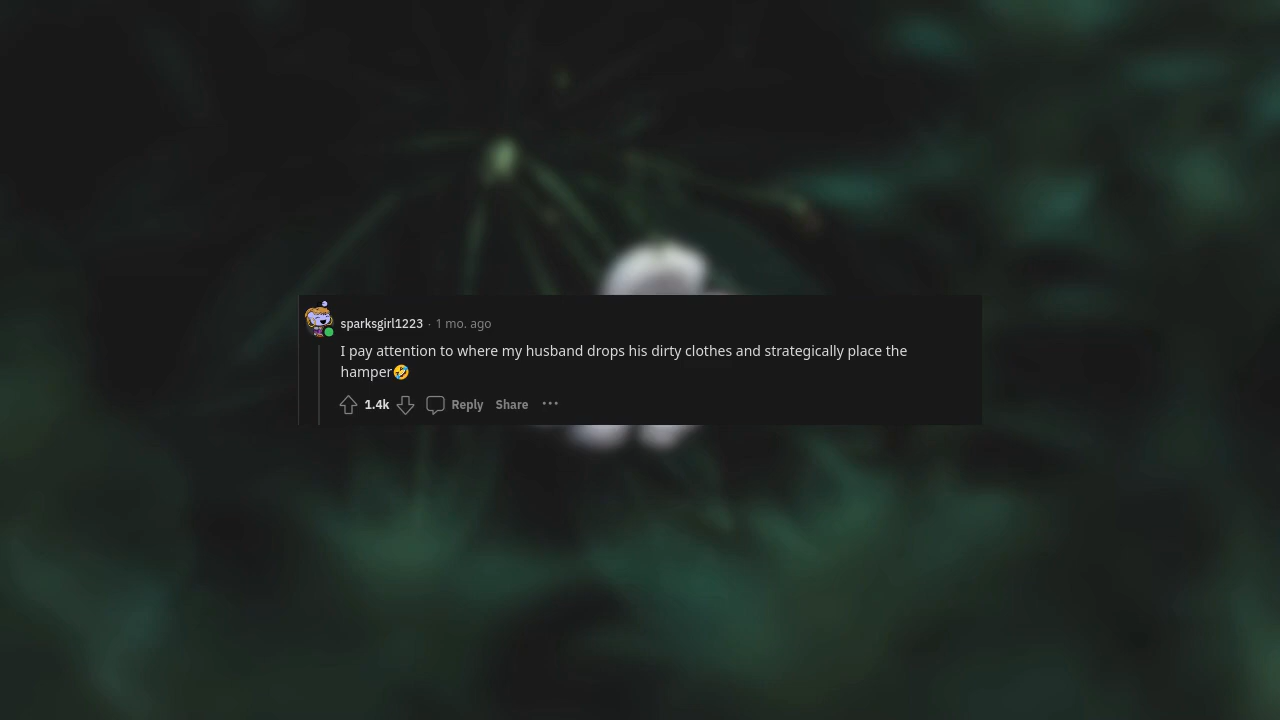 sparksgirl1223 · 1 mo. ago
I pay attention to where my husband drops his dirty clothes and strategically place the
hamper🤣
1.4k Reply Share ···